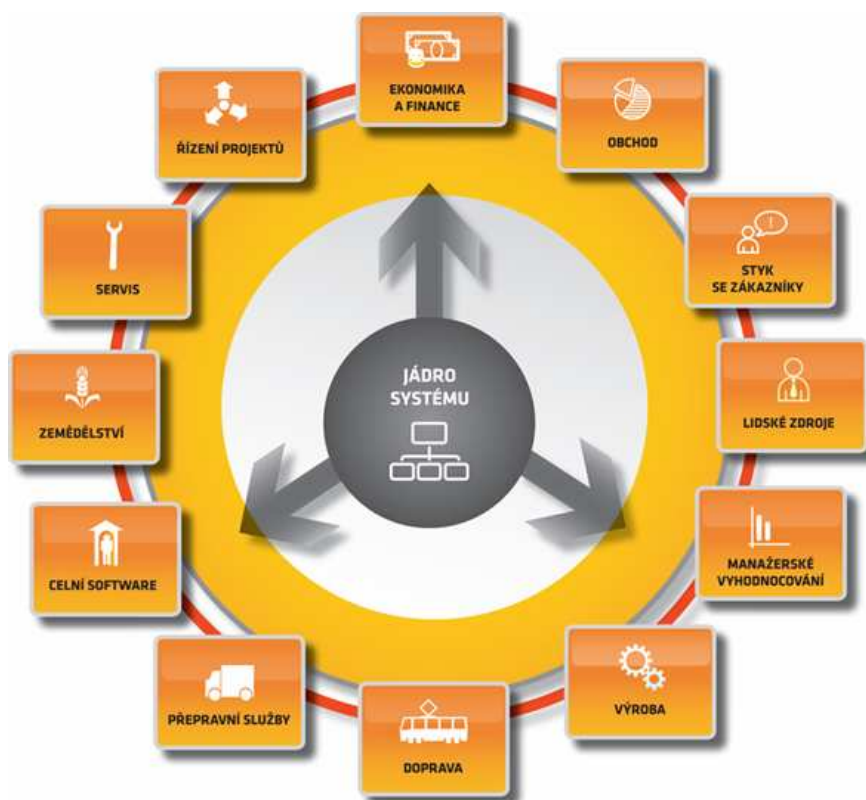 EKONOMIKA
A FINANCE
OBCHOD
STYK
SE ZÁKAZNÍKY
LIDSKÉ ZDROJE
MANAŽERSKÉ
VYHODNOCOVÁNÍ
VÝROBA
DOPRAVA
PŘEPRAVNÍ SLUŽBY
CELNÍ SOFTWARE
ZEMĚDĚLSTVÍ
SERVIS
ŘÍZENÍ PROJEKTŮ
JÁDRO
SYSTÉMU